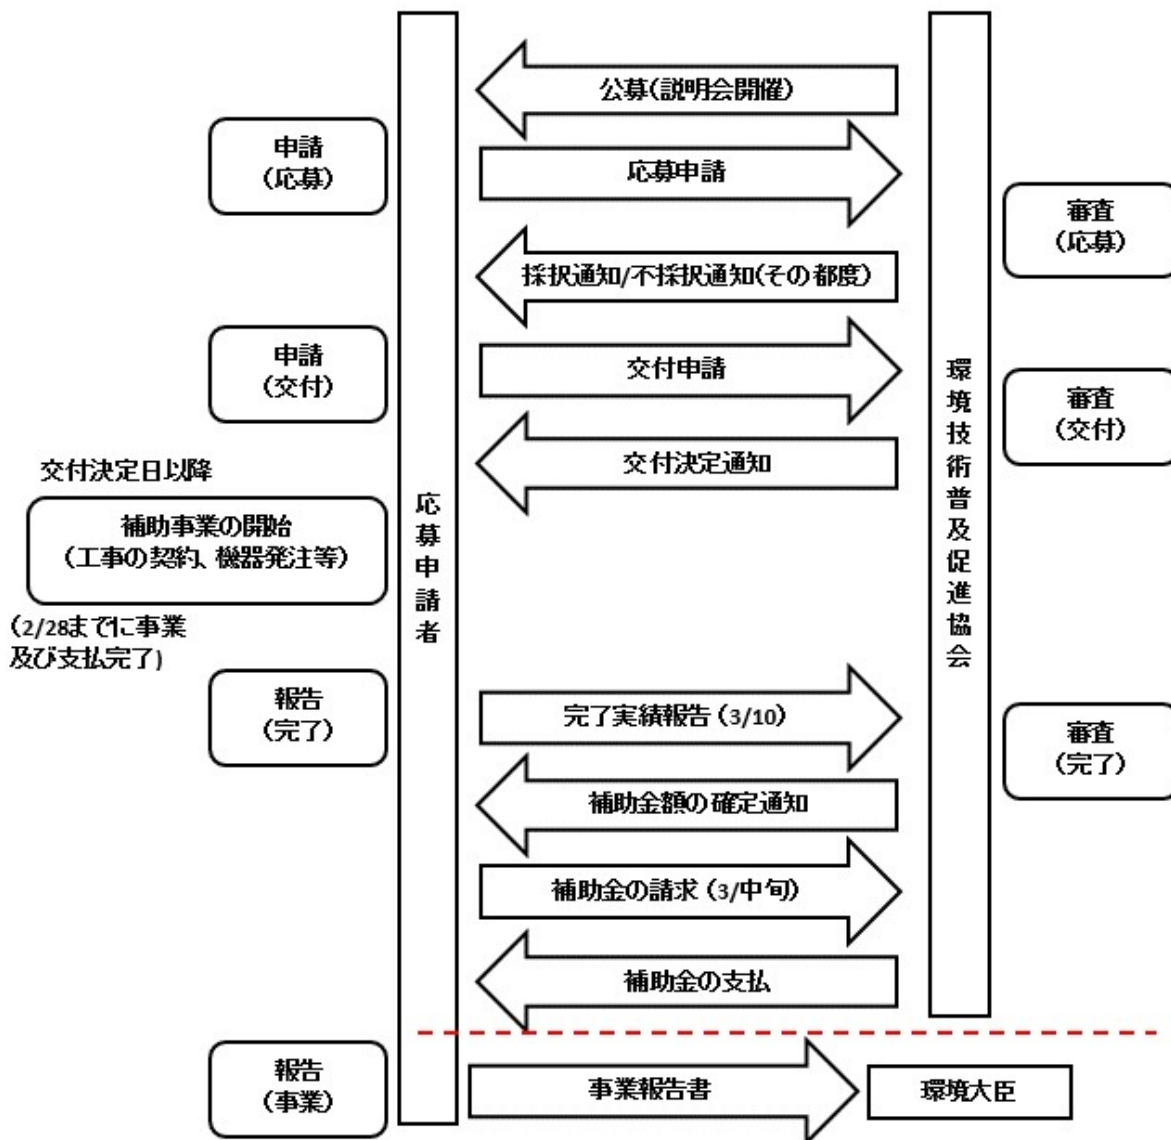 公募(説明会開催)
申請
(応募)
応募申請
審査
(応募)
採択通知/不採択通知(その都度)
申請
(交付)
交付申請
審査
(交付)
交付決定通知
交付決定日以降
補助事業の開始
(工事の契約、機器発注等)
(2/28までに事業
及び支払完了)
応募申請者
環境技術普及促進協会
報告
(完了)
完了実績報告(3/10)
審査
(完了)
補助金額の確定通知
補助金の請求(3/中旬)
補助金の支払
報告
(事業)
事業報告書
環境大臣